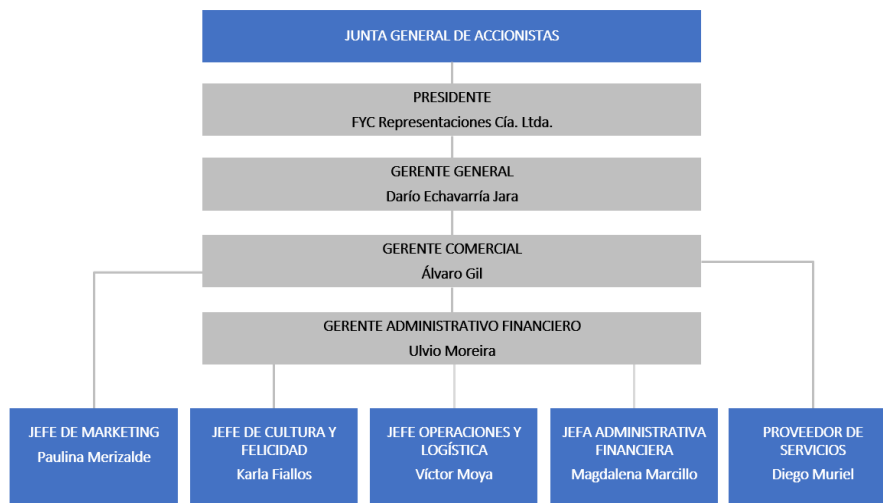 JUNTA GENERAL DE ACCIONISTAS
PRESIDENTE
FYC Representaciones Cía. Ltda.
GERENTE GENERAL
Darío Echavarría Jara
GERENTE COMERCIAL
Álvaro Gil
GERENTE ADMINISTRATIVO FINANCIERO
Ulvio Moreira
JEFE DE MARKETING
Paulina Merizalde
JEFE DE CULTURA Y
FELICIDAD
Karla Fiallos
JEFE OPERACIONES Y
LOGÍSTICA
Víctor Moya
JEFA ADMINISTRATIVA
FINANCIERA
Magdalena Marcillo
PROVEEDOR DE
SERVICIOS
Diego Muriel